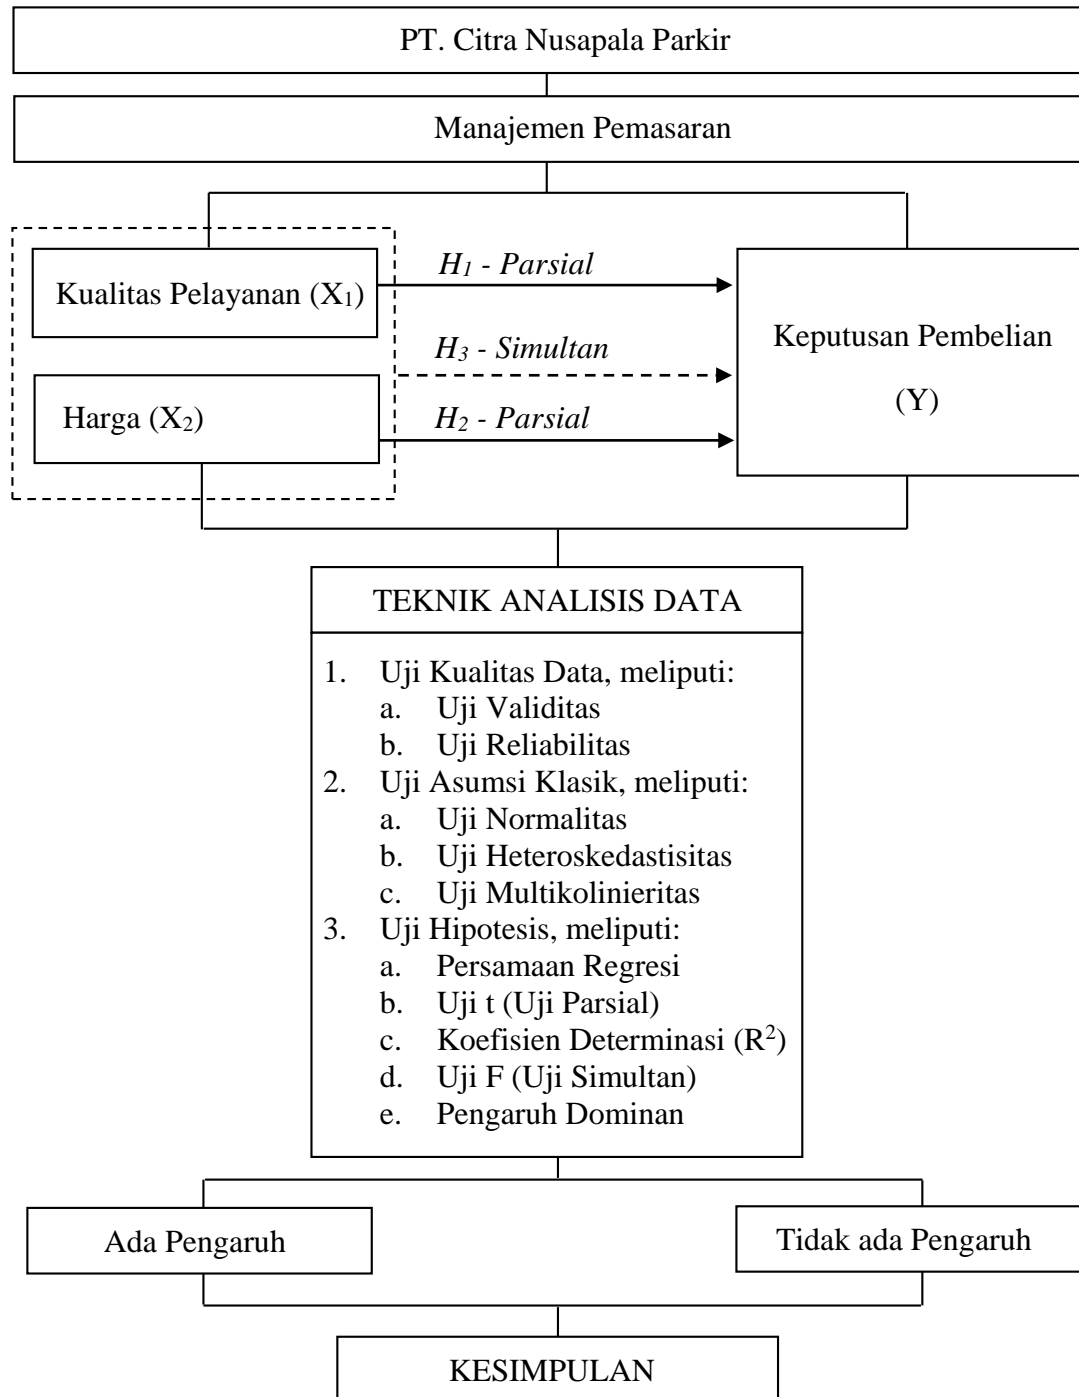 PT. Citra Nusapala Parkir
Manajemen Pemasaran
H₁ - Parsial
Kualitas Pelayanan (X₁)
H₃ - Simultan
Keputusan Pembelian
(Y)
Harga (X₂)
H₂ - Parsial
TEKNIK ANALISIS DATA
1. Uji Kualitas Data, meliputi:
a. Uji Validitas
b. Uji Reliabilitas
2. Uji Asumsi Klasik, meliputi:
a. Uji Normalitas
b. Uji Heteroskedastisitas
c. Uji Multikolinieritas
3. Uji Hipotesis, meliputi:
a. Persamaan Regresi
b. Uji t (Uji Parsial)
c. Koefisien Determinasi (R²)
d. Uji F (Uji Simultan)
e. Pengaruh Dominan
Ada Pengaruh
Tidak ada Pengaruh
KESIMPULAN